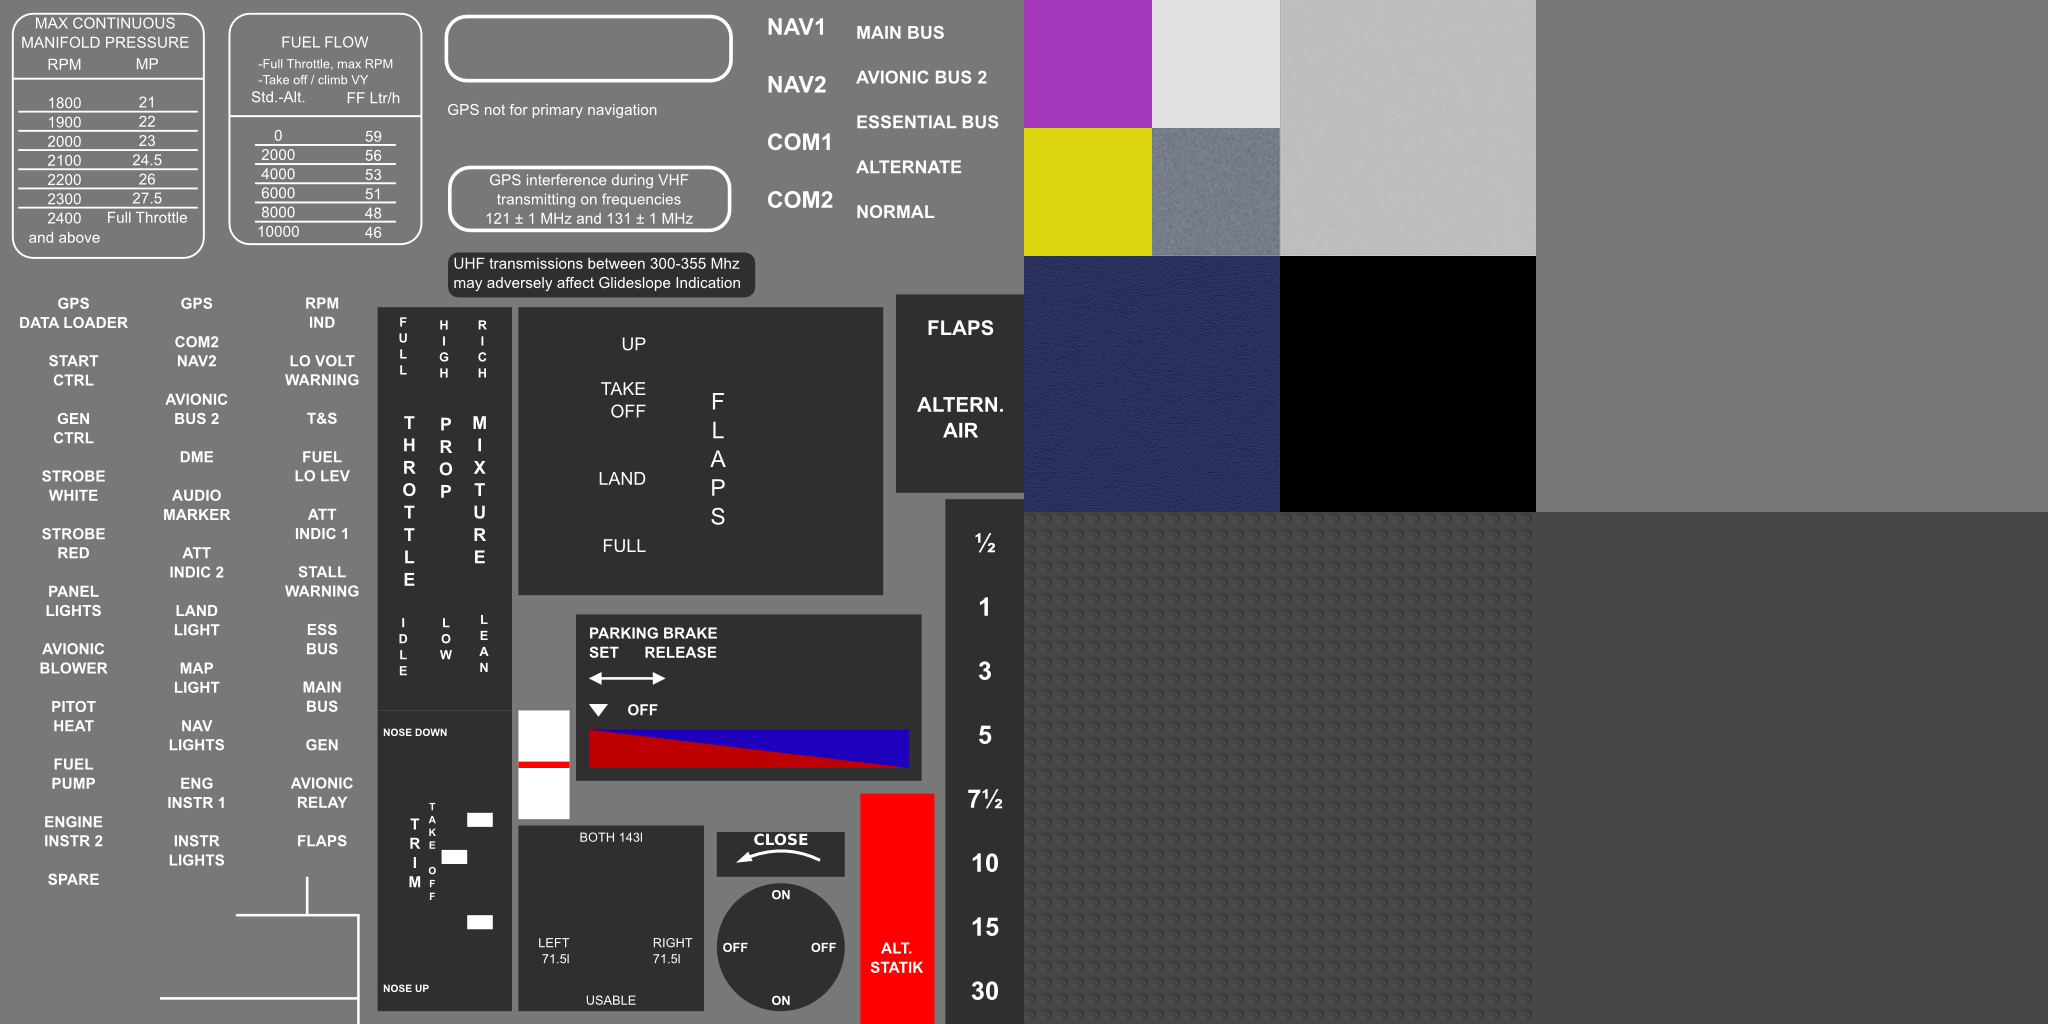 MAX CONTINUOUS
MANIFOLD PRESSURE
RPM MP
1800 21
1900 22
2000 23
2100 24.5
2200 26
2300 27.5
2400 Full Throttle
and above
FUEL FLOW
-Full Throttle, max RPM
-Take off / climb VY
Std.-Alt. FF Ltr/h
0 59
2000 56
4000 53
6000 51
8000 48
10000 46
GPS not for primary navigation
GPS interference during VHF
transmitting on frequencies
121 ± 1 MHz and 131 ± 1 MHz
UHF transmissions between 300-355 Mhz
may adversely affect Glideslope Indication
NAV1
NAV2
COM1
COM2
MAIN BUS
AVIONIC BUS 2
ESSENTIAL BUS
ALTERNATE
NORMAL
GPS
DATA LOADER
START
CTRL
GEN
CTRL
STROBE
WHITE
STROBE
RED
PANEL
LIGHTS
AVIONIC
BLOWER
PITOT
HEAT
FUEL
PUMP
ENGINE
INSTR 2
SPARE
GPS
COM2
NAV2
AVIONIC
BUS 2
DME
AUDIO
MARKER
ATT
INDIC 2
LAND
LIGHT
MAP
LIGHT
NAV
LIGHTS
ENG
INSTR 1
INSTR
LIGHTS
RPM
IND
LO VOLT
WARNING
T&S
FUEL
LO LEV
ATT
INDIC 1
STALL
WARNING
ESS
BUS
MAIN
BUS
GEN
AVIONIC
RELAY
FLAPS
FULL
HIGH
RICH
THROTTLE
PROP
MIXTURE
IDLE
LOW
LEAN
NOSE DOWN
TRIM
TAKE OFF
NOSE UP
UP
TAKE
OFF
LAND
FULL
FLAPS
FLAPS
ALTERN.
AIR
PARKING BRAKE
SET RELEASE
OFF
BOTH 143l
LEFT RIGHT
71.5l 71.5l
USABLE
CLOSE
ON
OFF OFF
ON
ALT.
STATIK
½
1
3
5
7½
10
15
30